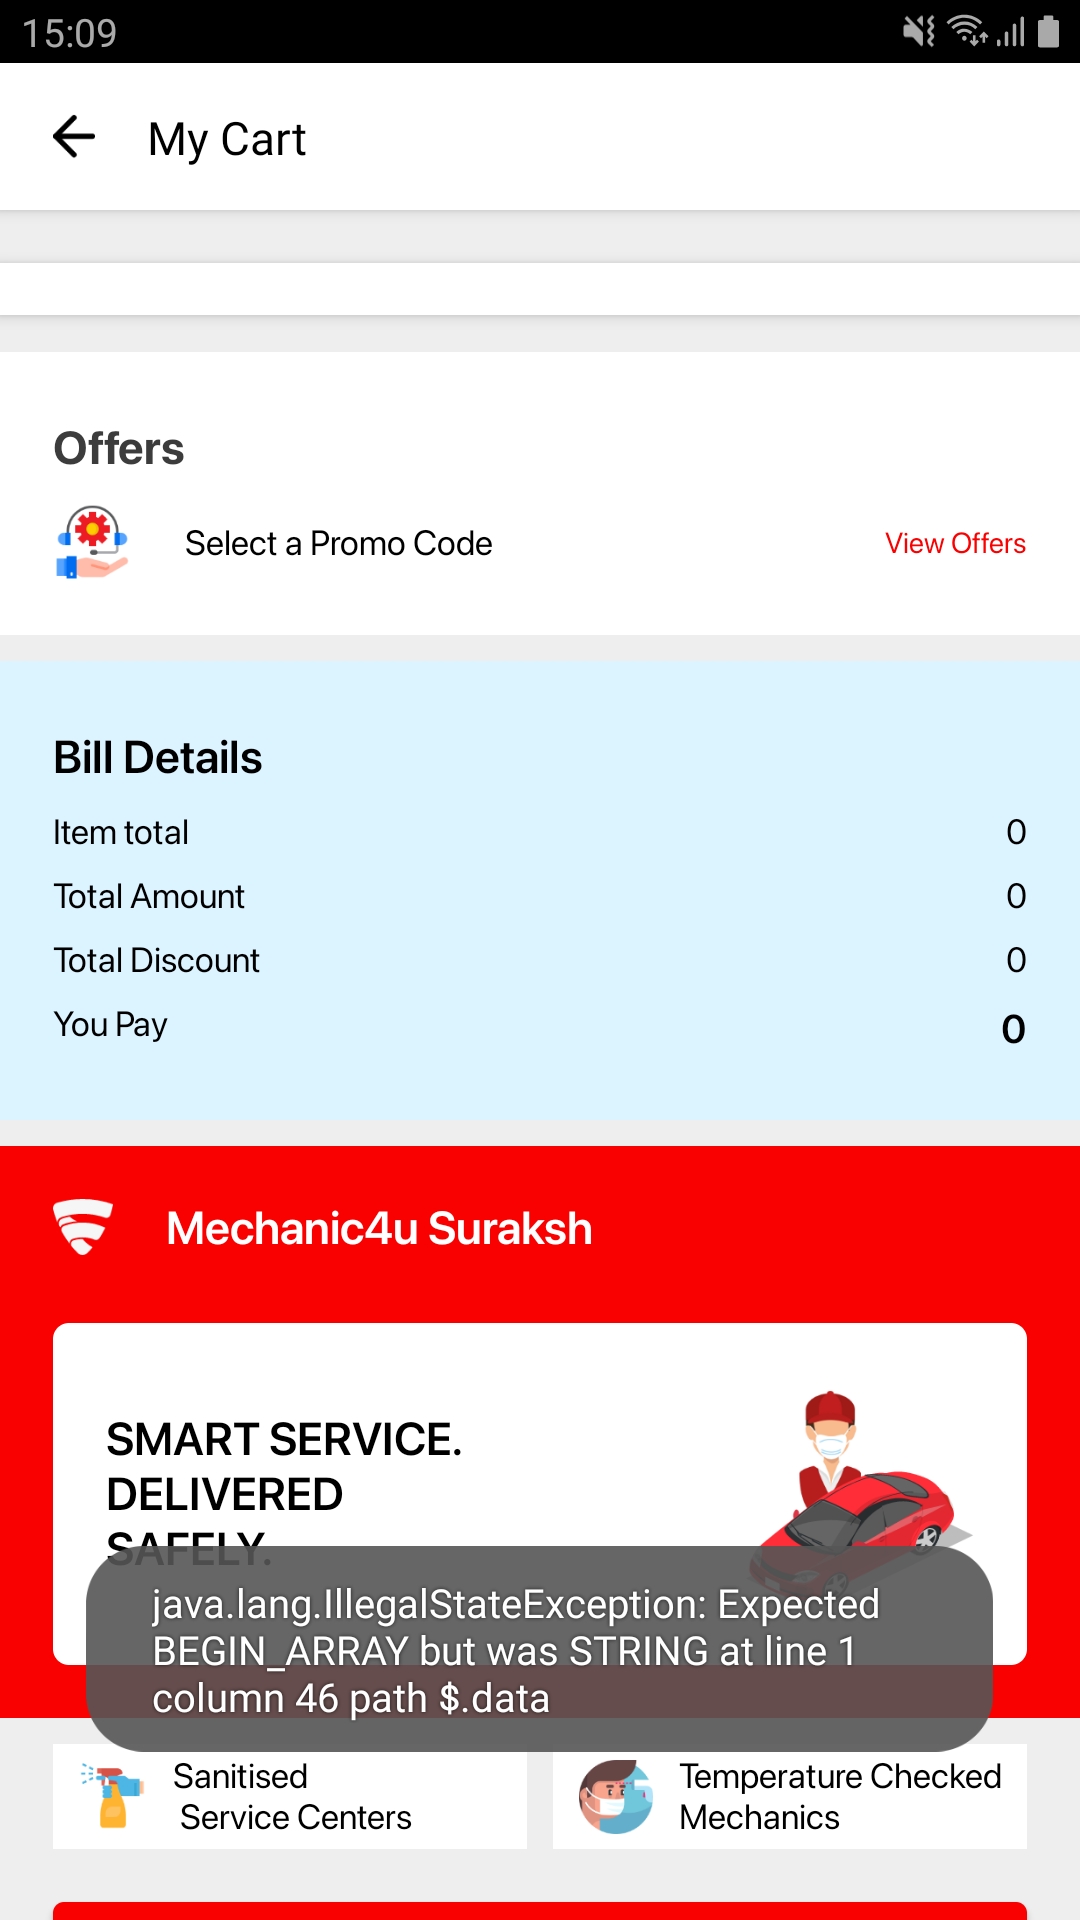 15:09
My Cart
Offers
Select a Promo Code
View Offers
Bill Details
Item total
0
Total Amount
0
Total Discount
0
You Pay
0
Mechanic4u Suraksh
SMART SERVICE.
DELIVERED
SAFELY.
java.lang.IllegalStateException: Expected
BEGIN_ARRAY but was STRING at line 1
column 46 path $.data
Sanitised
Service Centers
Temperature Checked
Mechanics